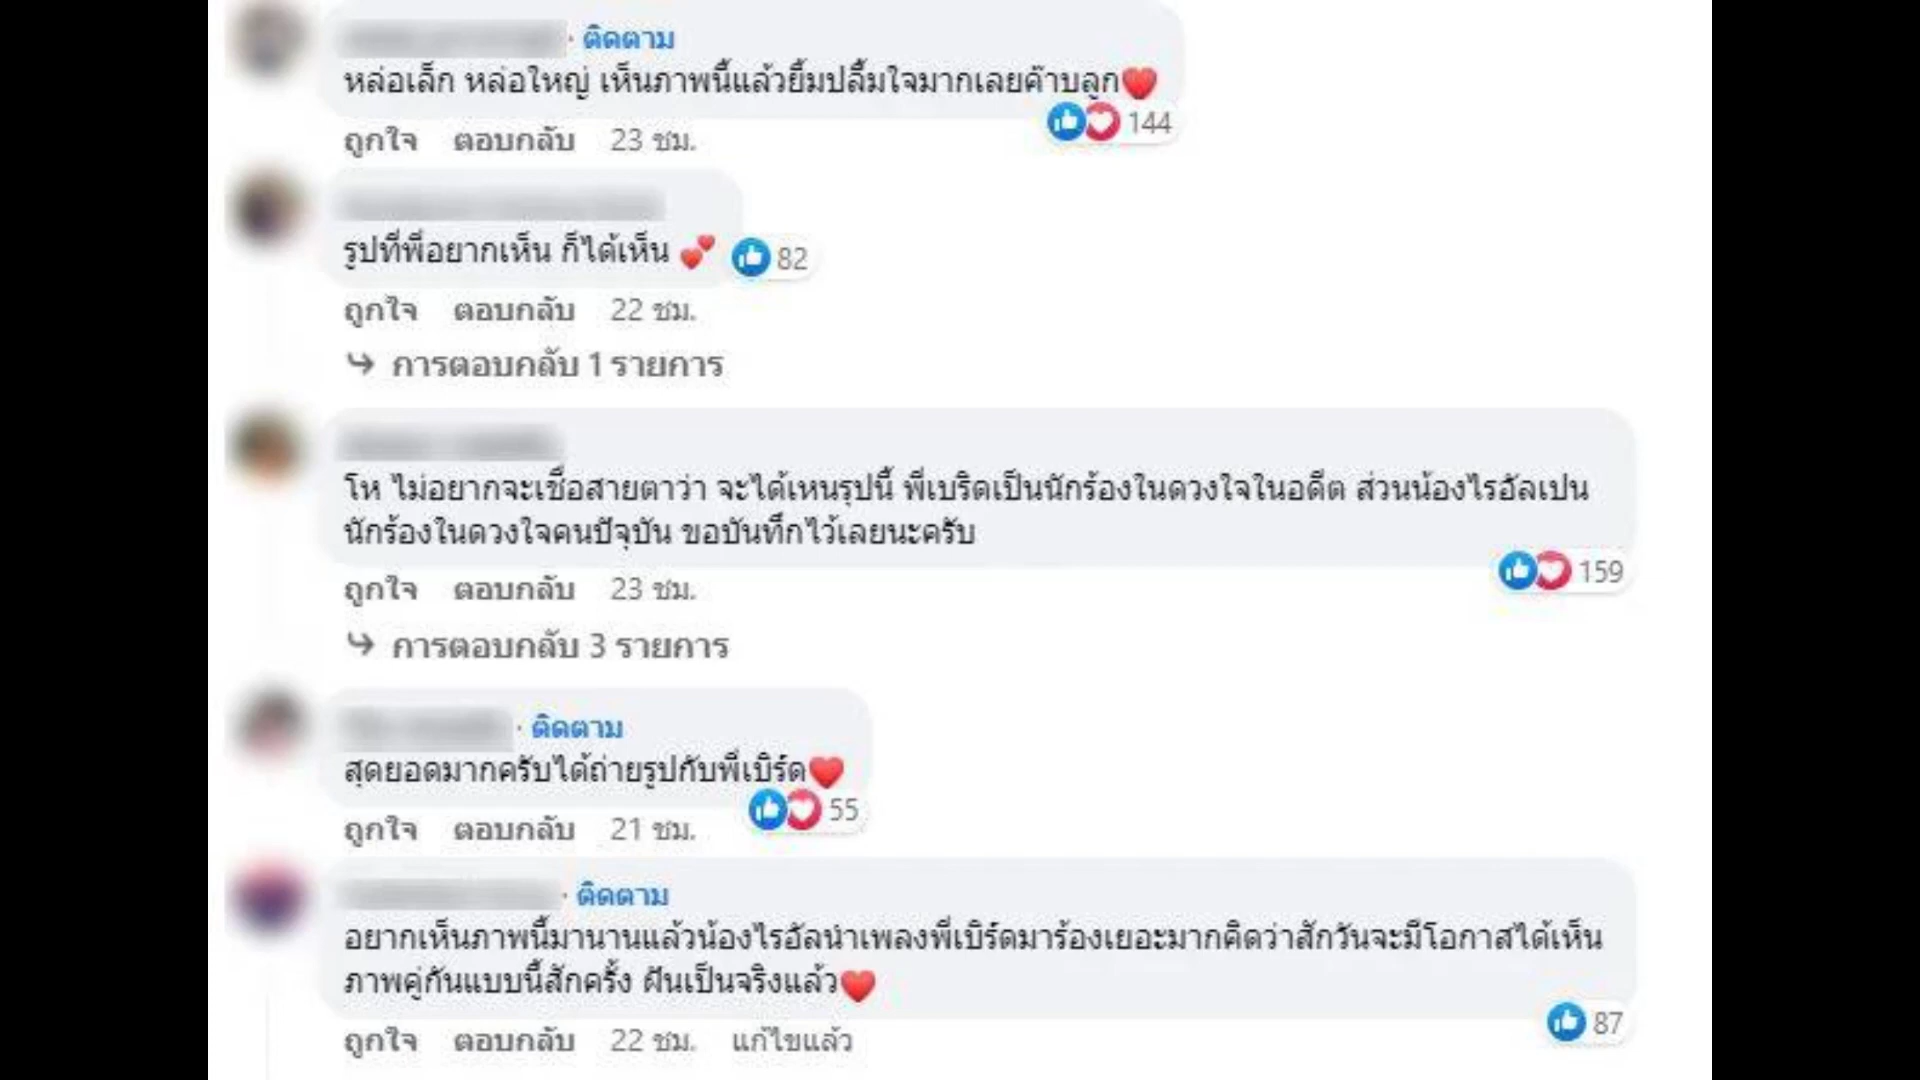 · ติดตาม
หล่อเล็ก หล่อใหญ่ เห็นภาพนี้แล้วยิ้มปลื้มใจมากเลยค๊าบลูก❤️
144
ถูกใจ ตอบกลับ 23 ชม.
รูปที่พี่อยากเห็น ก็ได้เห็น 💕
82
ถูกใจ ตอบกลับ 22 ชม.
การตอบกลับ 1 รายการ
โห ไม่อยากจะเชื่อสายตาว่า จะได้เหนรุปนี้ พี่เบริดเป็นนักร้องในดวงใจในอดีต ส่วนน้องไรอัลเปน
นักร้องในดวงใจคนปัจุบัน ขอบันทึกไว้เลยนะครับ
159
ถูกใจ ตอบกลับ 23 ชม.
การตอบกลับ 3 รายการ
· ติดตาม
สุดยอดมากครับได้ถ่ายรูปกับพี่เบิร์ด❤️
55
ถูกใจ ตอบกลับ 21 ชม.
· ติดตาม
อยากเห็นภาพนี้มานานแล้วน้องไรอัลนำเพลงพี่เบิร์ดมาร้องเยอะมากคิดว่าสักวันจะมีโอกาสได้เห็น
ภาพคู่กันแบบนี้สักครั้ง ฝันเป็นจริงแล้ว❤️
87
ถูกใจ ตอบกลับ 22 ชม. แก้ไขแล้ว